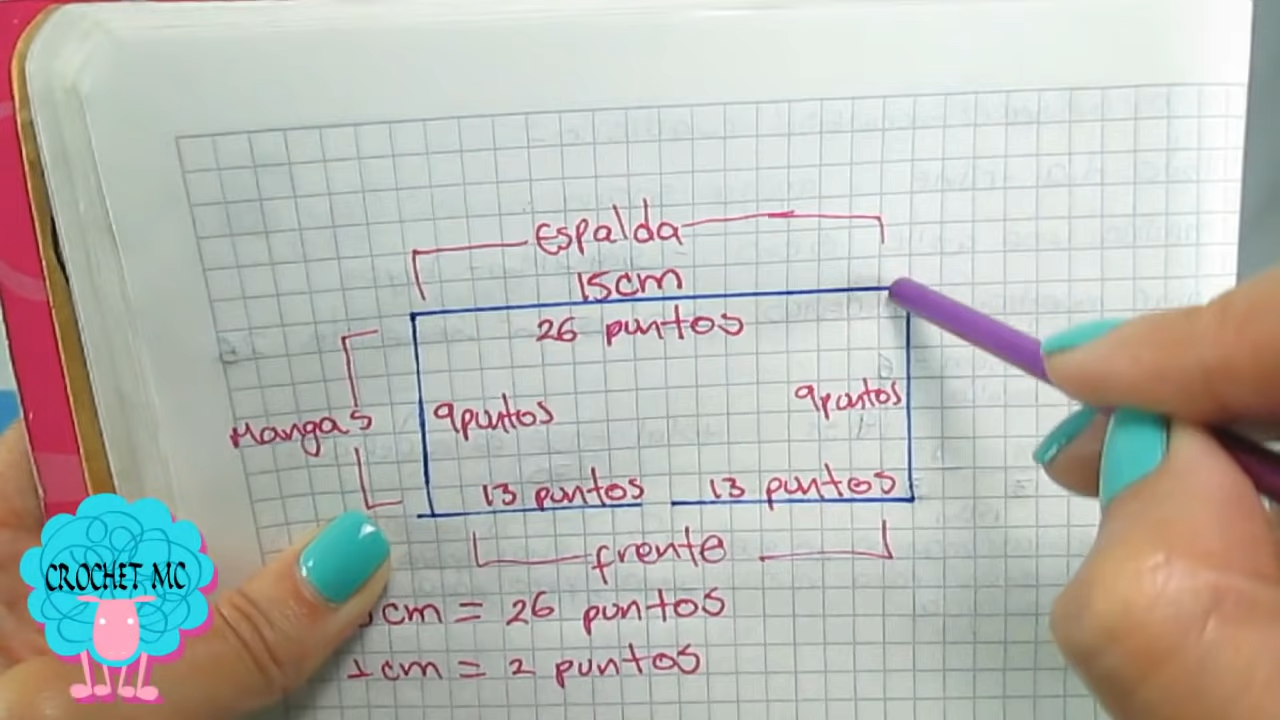 Espalda
15cm
26 puntos
9puntos
9puntos
Mangas
13 puntos
13 puntos
frente
cm = 26 puntos
1cm = 2 puntos
CROCHET MC